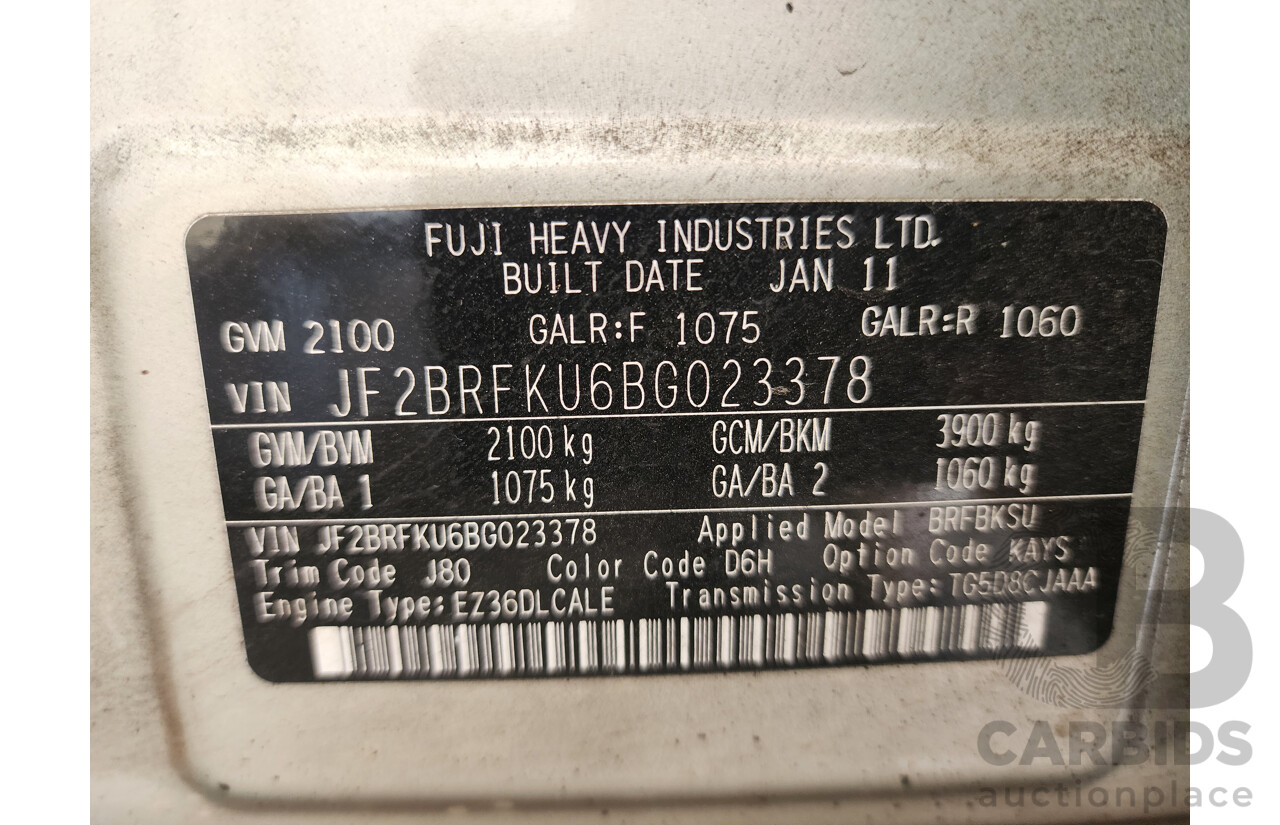 FUJI HEAVY INDUSTRIES LTD.
BUILT DATE JAN 11
GVM 2100 GALR:F 1075 GALR:R 1060
VIN JF2BRFKU6BG023378
GVM/BVM 2100 kg GCM/BKM 3900 kg
GA/BA 1 1075 kg GA/BA 2 1060 kg
VIN JF2BRFKU6BG023378 Applied Model BRFBKSU
Trim Code J80 Color Code D6H Option Code KAYS
Engine Type: EZ36DLCALE Transmission Type: TG5D8CJAAA
CB
CARBIDS
auctionplace